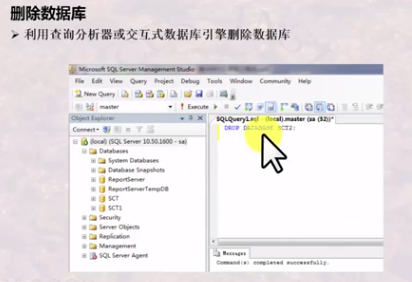 删除数据库
➢ 利用查询分析器或交互式数据库引擎删除数据库
Microsoft SQL Server Management Studio
File Edit View Query Project Debug Tools Window Community Help
New Query
master Execute
Object Explorer
SQLQuery1.sql - (local).master (sa (52))*
Connect
DROP DATABASE SCT2;
(local) (SQL Server 10.50.1600 - sa)
Databases
System Databases
Database Snapshots
ReportServer
ReportServerTempDB
SCT
SCT1
Security
Server Objects
Replication
Management
SQL Server Agent
Messages
Command(s) completed successfully.